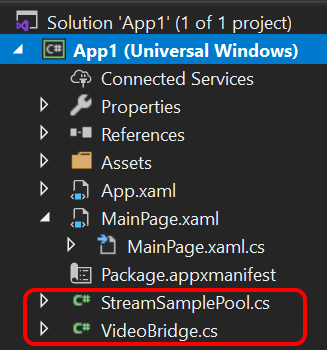 Solution 'App1' (1 of 1 project)
C# App1 (Universal Windows)
Connected Services
Properties
References
Assets
App.xaml
MainPage.xaml
MainPage.xaml.cs
Package.appxmanifest
C# StreamSamplePool.cs
C# VideoBridge.cs